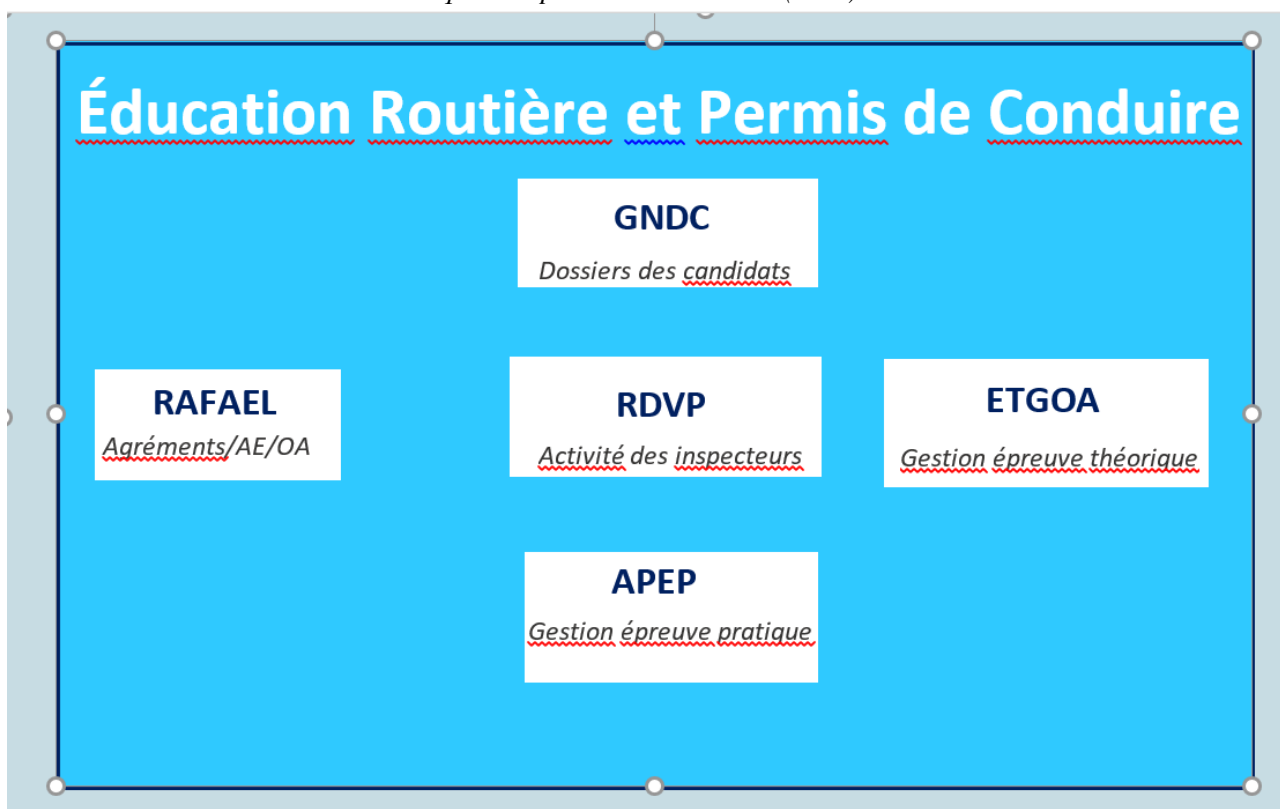 Éducation Routière et Permis de Conduire
GNDC
Dossiers des candidats
RAFAEL
Agréments/AE/OA
RDVP
Activité des inspecteurs
ETGOA
Gestion épreuve théorique
APEP
Gestion épreuve pratique